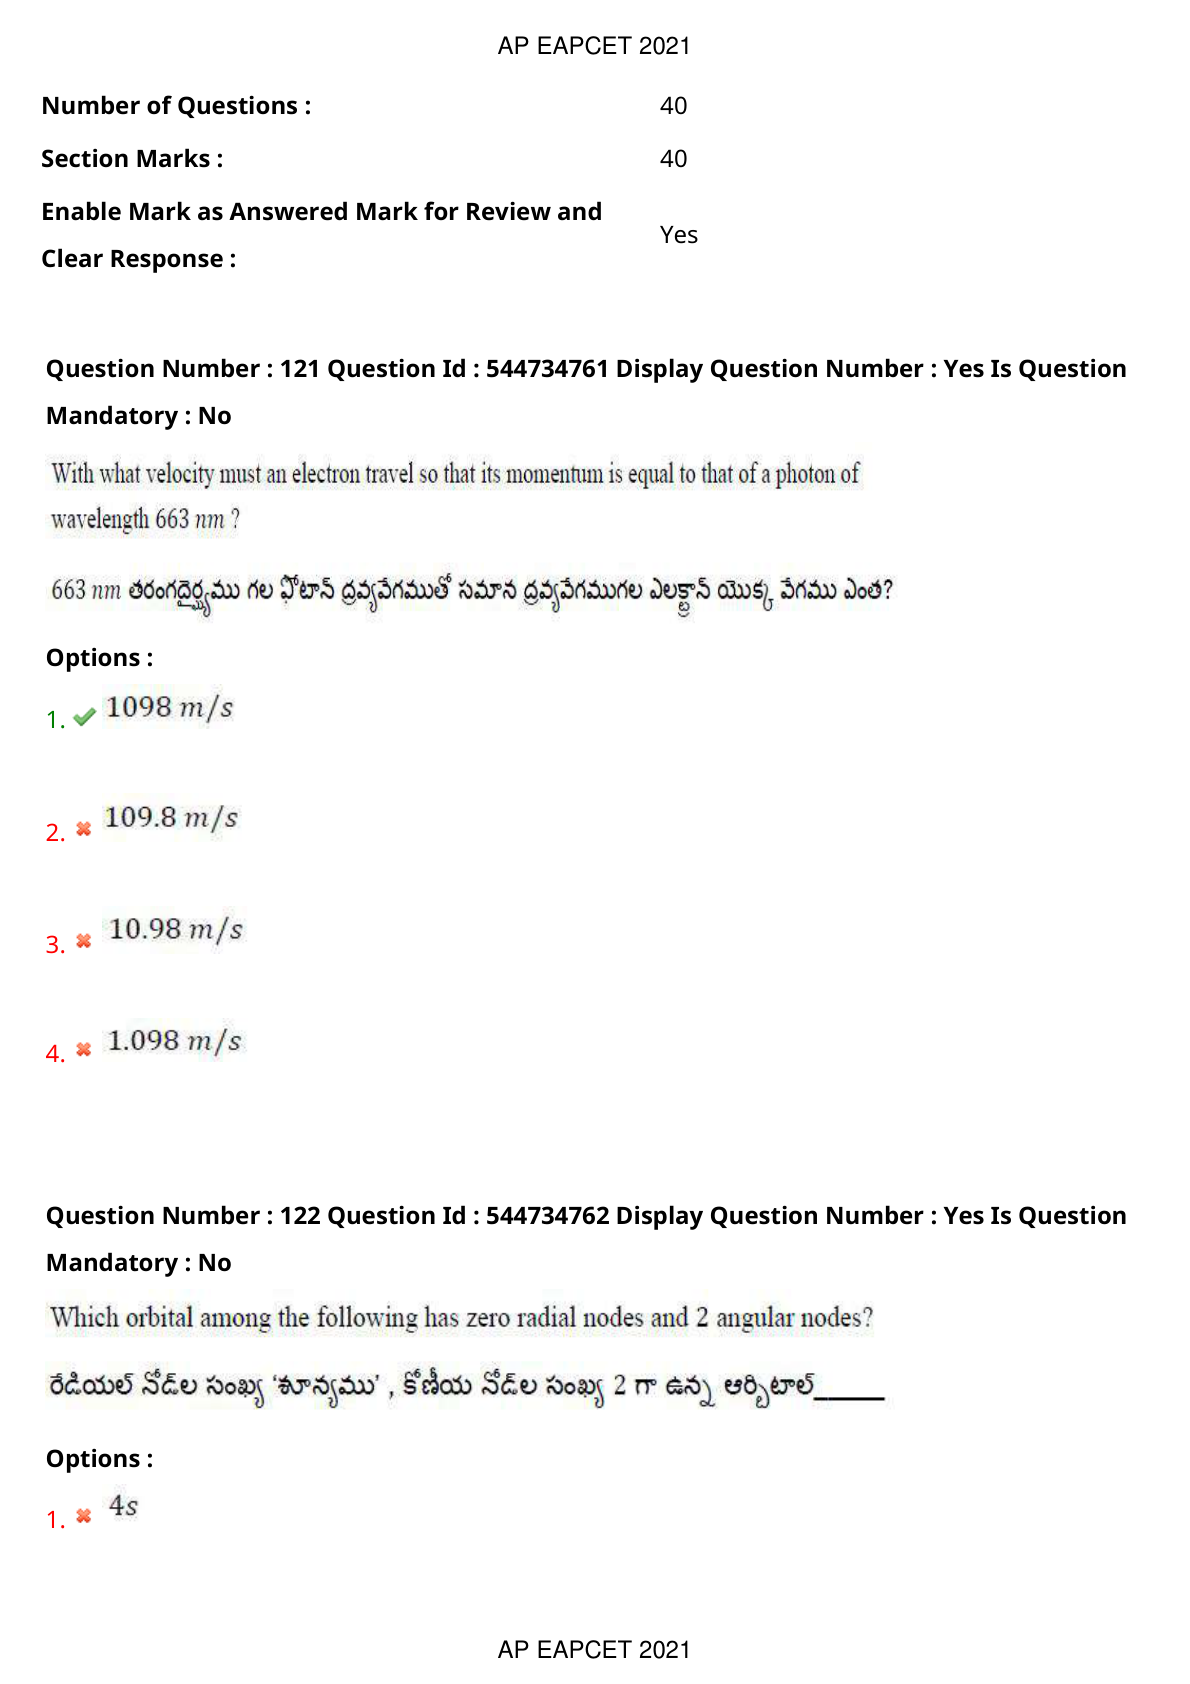 AP EAPCET 2021
Number of Questions : 40
Section Marks : 40
Enable Mark as Answered Mark for Review and
Clear Response : Yes
Question Number : 121 Question Id : 544734761 Display Question Number : Yes Is Question
Mandatory : No
With what velocity must an electron travel so that its momentum is equal to that of a photon of
wavelength 663 nm ?
663 nm తరంగదైర్ఘ్యము గల ఫోటాన్ ద్రవ్యవేగముతో సమాన ద్రవ్యవేగముగల ఎలక్ట్రాన్ యొక్క వేగము ఎంత?
Options :
1. 1098 m/s
2. 109.8 m/s
3. 10.98 m/s
4. 1.098 m/s
Question Number : 122 Question Id : 544734762 Display Question Number : Yes Is Question
Mandatory : No
Which orbital among the following has zero radial nodes and 2 angular nodes?
రేడియల్ నోడ్‌ల సంఖ్య ‘శూన్యము’ , కోణీయ నోడ్‌ల సంఖ్య 2 గా ఉన్న ఆర్బిటాల్_____
Options :
1. 4s
AP EAPCET 2021